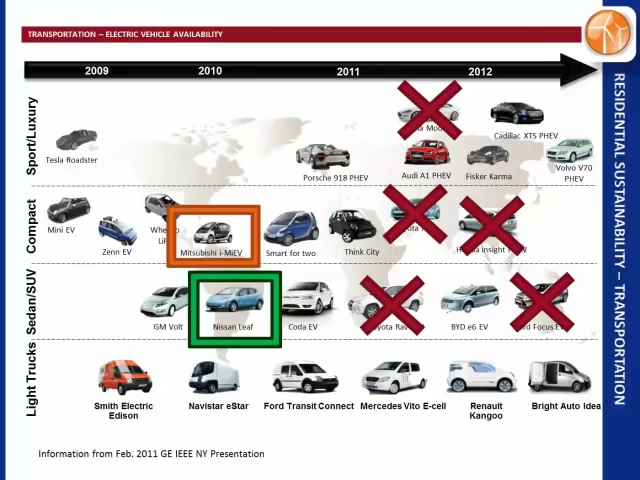 TRANSPORTATION – ELECTRIC VEHICLE AVAILABILITY
2009 2010 2011 2012
Sport/Luxury
Tesla Roadster
Porsche 918 PHEV
Audi A1 PHEV
Fisker Karma
Cadillac XTS PHEV
Volvo V70
PHEV
Compact
Mini EV
Zenn EV
Mitsubishi i-MiEV
Smart for two
Think City
Insight
Sedan/SUV
GM Volt
Nissan Leaf
Coda EV
BYD e6 EV
Focus
Light Trucks
Smith Electric
Edison
Navistar eStar
Ford Transit Connect
Mercedes Vito E-cell
Renault
Kangoo
Bright Auto Idea
Information from Feb. 2011 GE IEEE NY Presentation
RESIDENTIAL SUSTAINABILITY – TRANSPORTATION